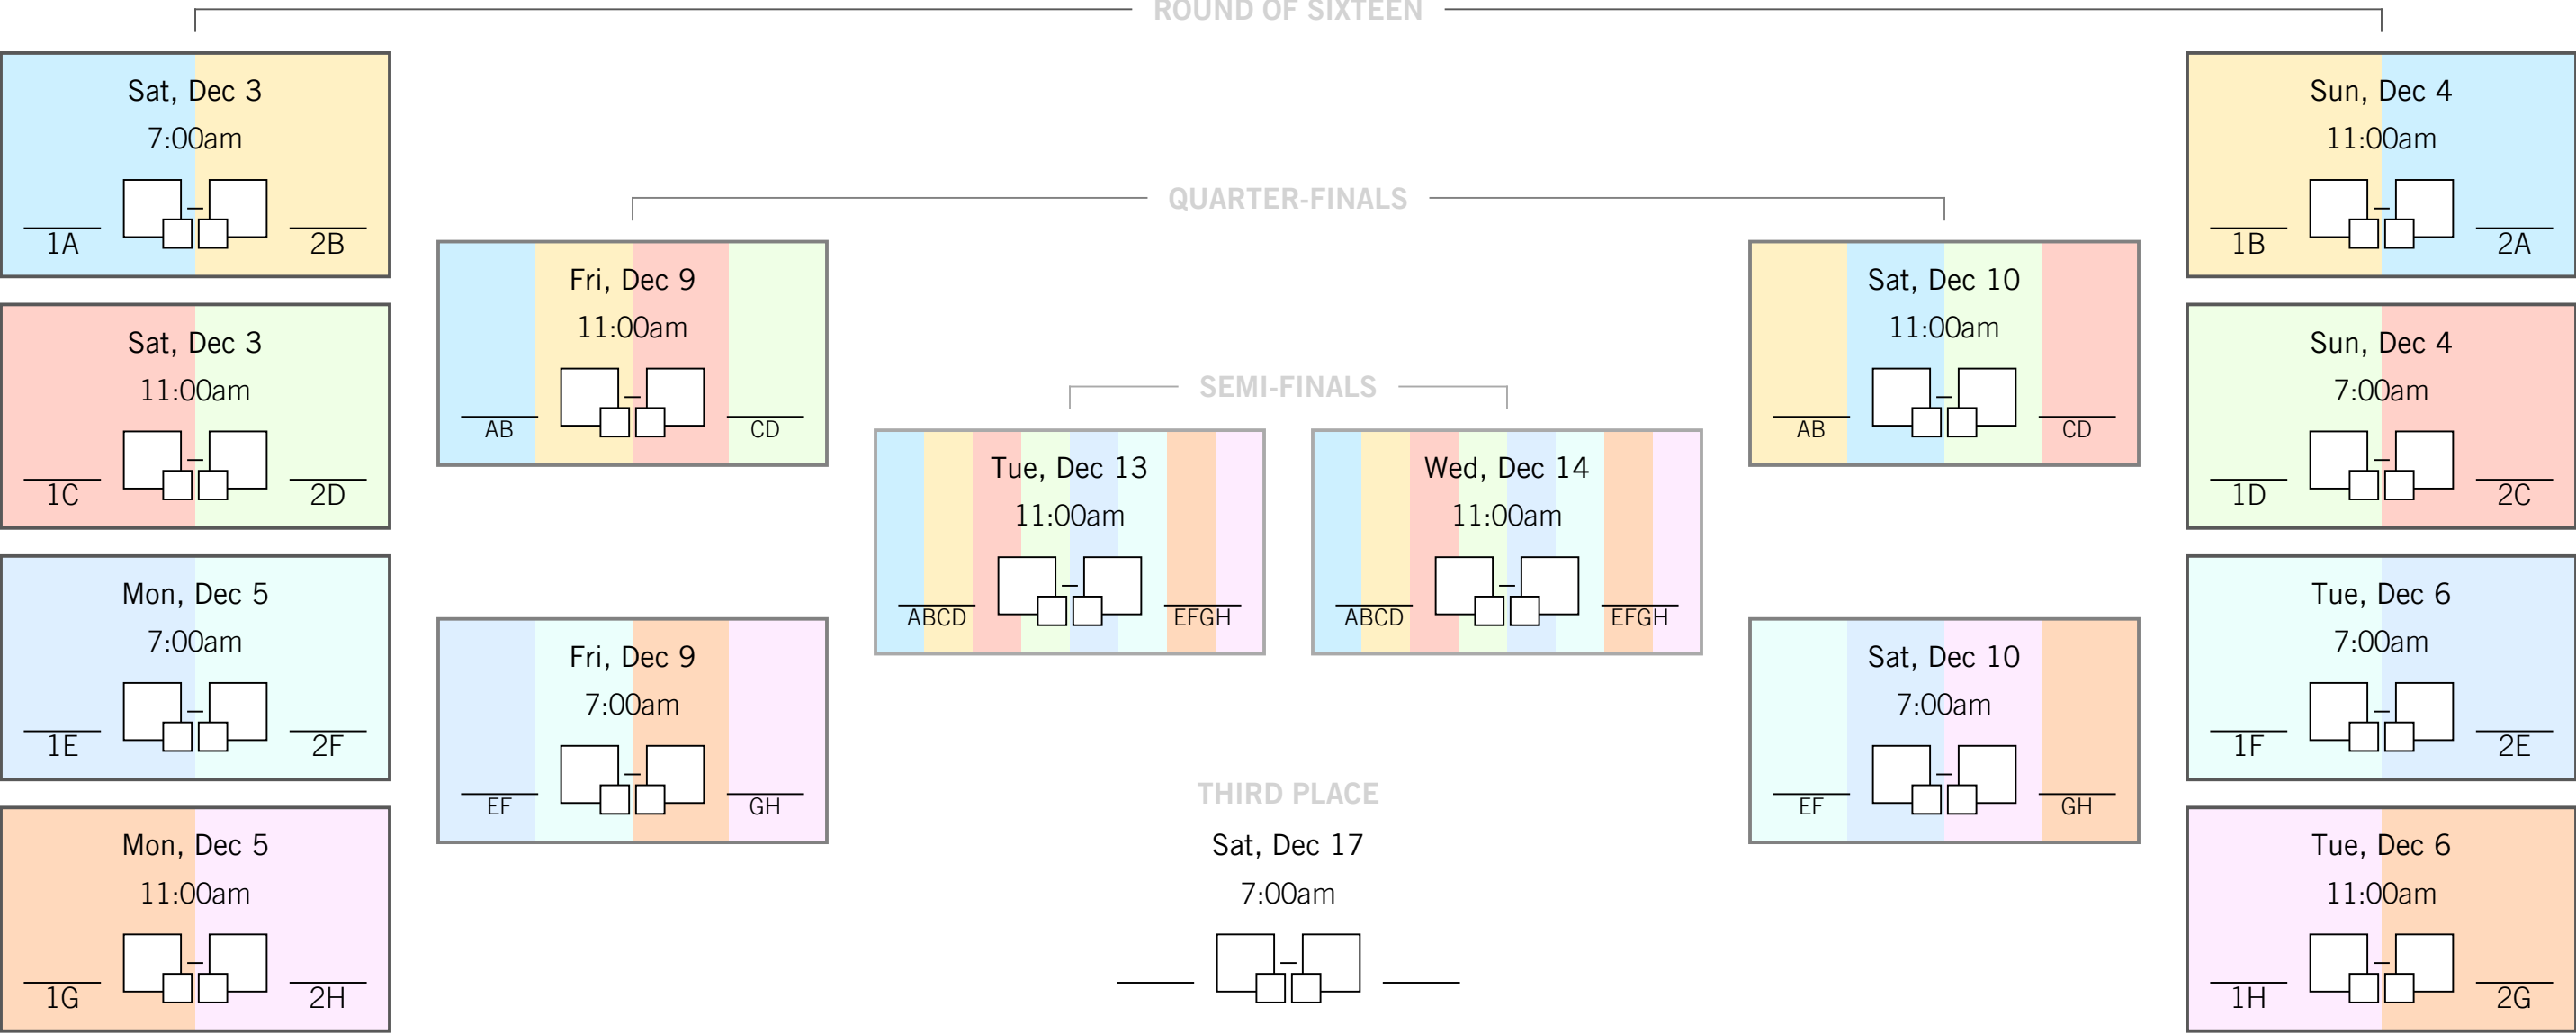 ROUND OF SIXTEEN
Sat, Dec 3
7:00am
1A – 2B
Sat, Dec 3
11:00am
1C – 2D
Mon, Dec 5
7:00am
1E – 2F
Mon, Dec 5
11:00am
1G – 2H
QUARTER-FINALS
Fri, Dec 9
11:00am
AB – CD
Fri, Dec 9
7:00am
EF – GH
SEMI-FINALS
Tue, Dec 13
11:00am
ABCD – EFGH
Wed, Dec 14
11:00am
ABCD – EFGH
THIRD PLACE
Sat, Dec 17
7:00am
–
Sat, Dec 10
11:00am
AB – CD
Sat, Dec 10
7:00am
EF – GH
Sun, Dec 4
11:00am
1B – 2A
Sun, Dec 4
7:00am
1D – 2C
Tue, Dec 6
7:00am
1F – 2E
Tue, Dec 6
11:00am
1H – 2G